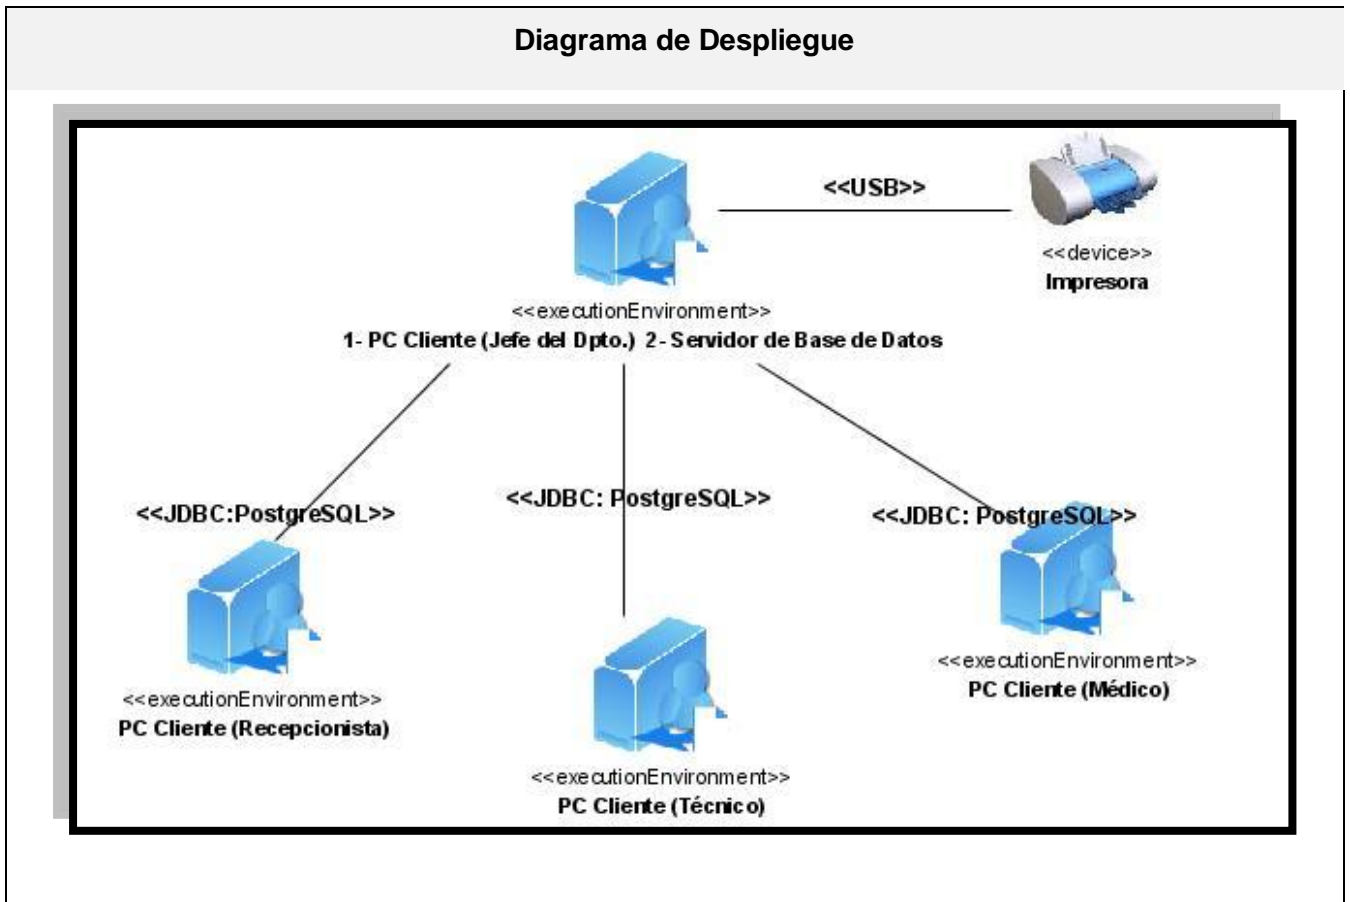 Diagrama de Despliegue
<<USB>>
<<device>>
Impresora
<<executionEnvironment>>
1- PC Cliente (Jefe del Dpto.) 2- Servidor de Base de Datos
<<JDBC:PostgreSQL>>
<<JDBC: PostgreSQL>>
<<JDBC: PostgreSQL>>
<<executionEnvironment>>
PC Cliente (Recepcionista)
<<executionEnvironment>>
PC Cliente (Técnico)
<<executionEnvironment>>
PC Cliente (Médico)